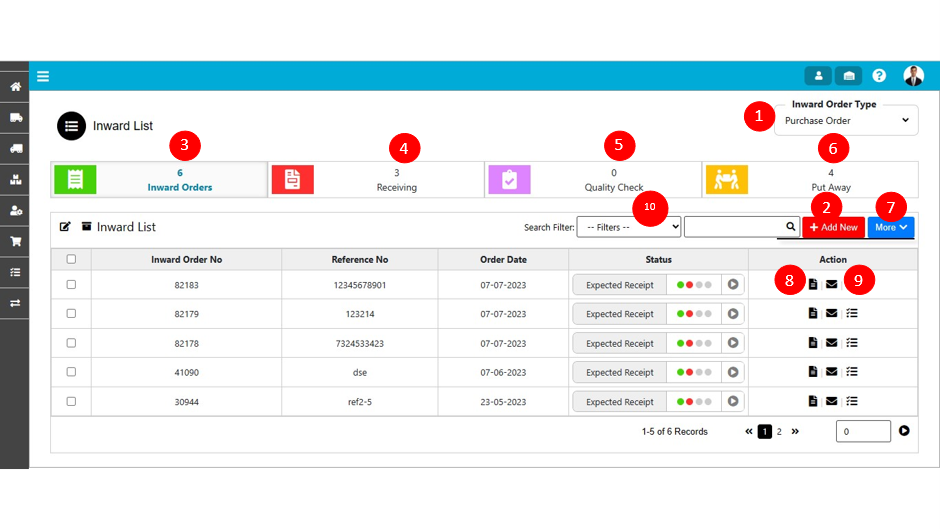 Inward Order Type
1
Purchase Order
Inward List
3
4
5
6
6
Inward Orders
3
Receiving
0
Quality Check
4
Put Away
10
2
7
Inward List
Search Filter:
-- Filters --
+ Add New
More
Inward Order No Reference No Order Date Status Action
82183 12345678901 07-07-2023 Expected Receipt 8 9
82179 123214 07-07-2023 Expected Receipt
82178 7324533423 07-07-2023 Expected Receipt
41090 dse 07-06-2023 Expected Receipt
30944 ref2-5 23-05-2023 Expected Receipt
1-5 of 6 Records « 1 2 » 0